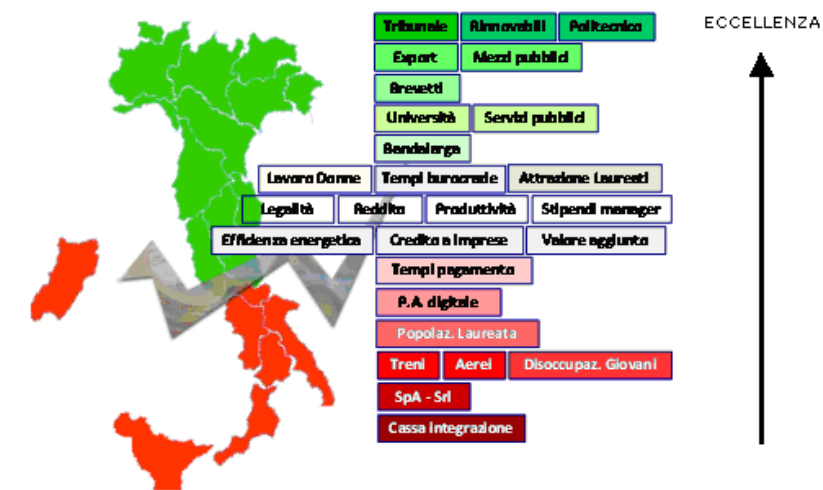 Tribunale Rinnovabili Politecnico ECCELLENZA
Export Mezzi pubblici
Brevetti
Università Servizi pubblici
Bandalarga
Lavoro Donne Tempi burocrazie Attrazione Laureati
Legalità Reddito Produttività Stipendi manager
Efficienza energetica Credito a imprese Valore aggiunto
Tempi pagamento
P.A digitale
Popolaz. Laureata
Treni Aerei Disoccupaz. Giovani
SpA - Srl
Cassa integrazione